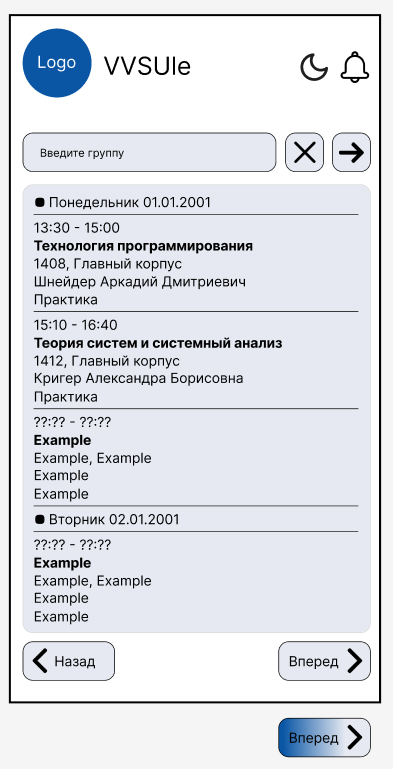 Logo
VVSUle
Введите группу
Понедельник 01.01.2001
13:30 - 15:00
Технология программирования
1408, Главный корпус
Шнейдер Аркадий Дмитриевич
Практика
15:10 - 16:40
Теория систем и системный анализ
1412, Главный корпус
Кригер Александра Борисовна
Практика
??:?? - ??:??
Example
Example, Example
Example
Example
Вторник 02.01.2001
??:?? - ??:??
Example
Example, Example
Example
Example
Назад
Вперед
Вперед